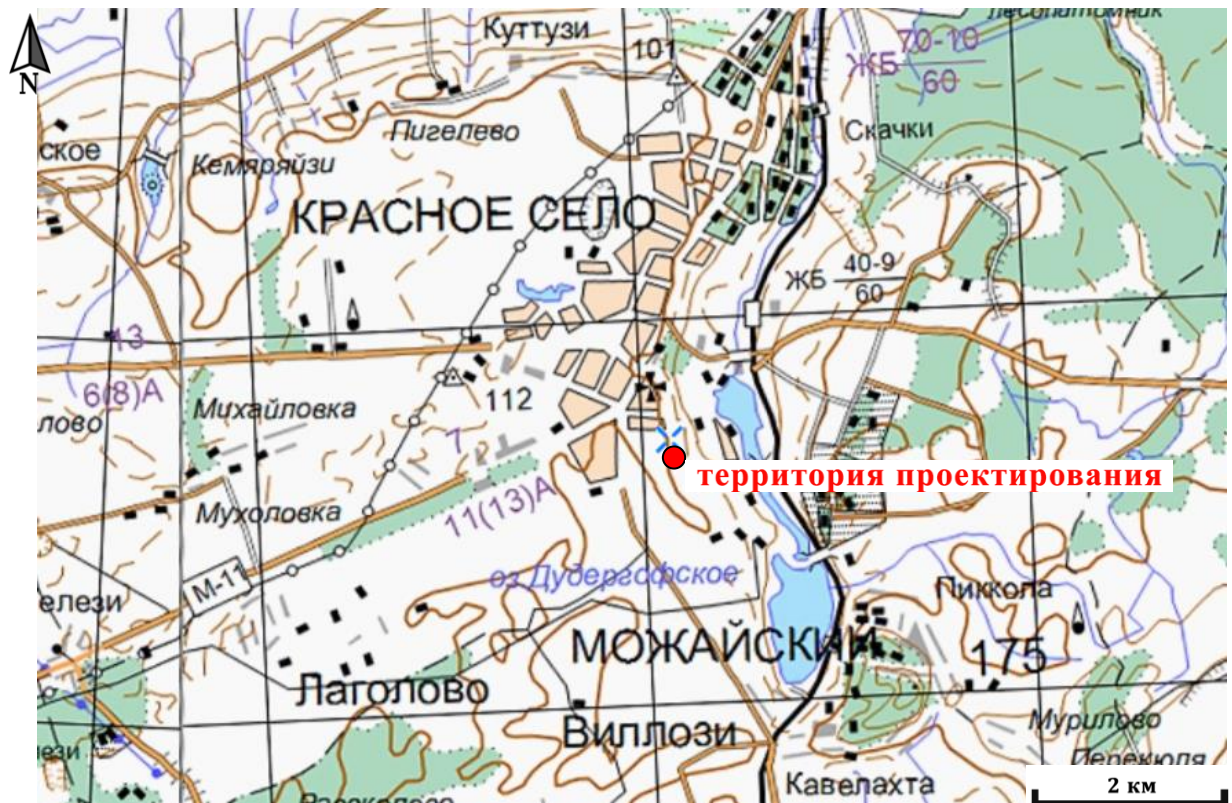 N
Куттузи
101
лесопатомник
ЖБ 70-10
60
Скачки
Пигелево
ское
Кемяряйзи
КРАСНОЕ СЕЛО
ЖБ 40-9
60
13
6(8)А
112
Михайловка
лово
7
территория проектирования
11(13)А
Мухоловка
оз. Дудергофское
М-11
елези
Пиккола
МОЖАЙСКИЙ
175
Лаголово
Виллози
Мурилово
Перекюля
Кавелахта
2 км